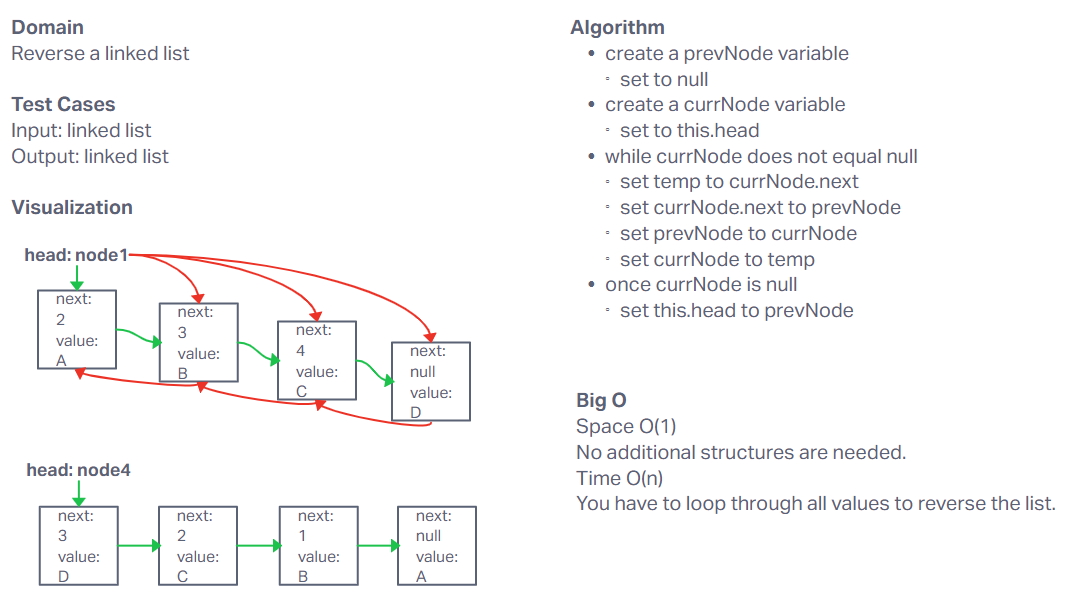 Domain
Reverse a linked list
Test Cases
Input: linked list
Output: linked list
Visualization
head: node1
next:
2
value:
A
next:
3
value:
B
next:
4
value:
C
next:
null
value:
D
head: node4
next:
3
value:
D
next:
2
value:
C
next:
1
value:
B
next:
null
value:
A
Algorithm
• create a prevNode variable
◦ set to null
• create a currNode variable
◦ set to this.head
• while currNode does not equal null
◦ set temp to currNode.next
◦ set currNode.next to prevNode
◦ set prevNode to currNode
◦ set currNode to temp
• once currNode is null
◦ set this.head to prevNode
Big O
Space O(1)
No additional structures are needed.
Time O(n)
You have to loop through all values to reverse the list.